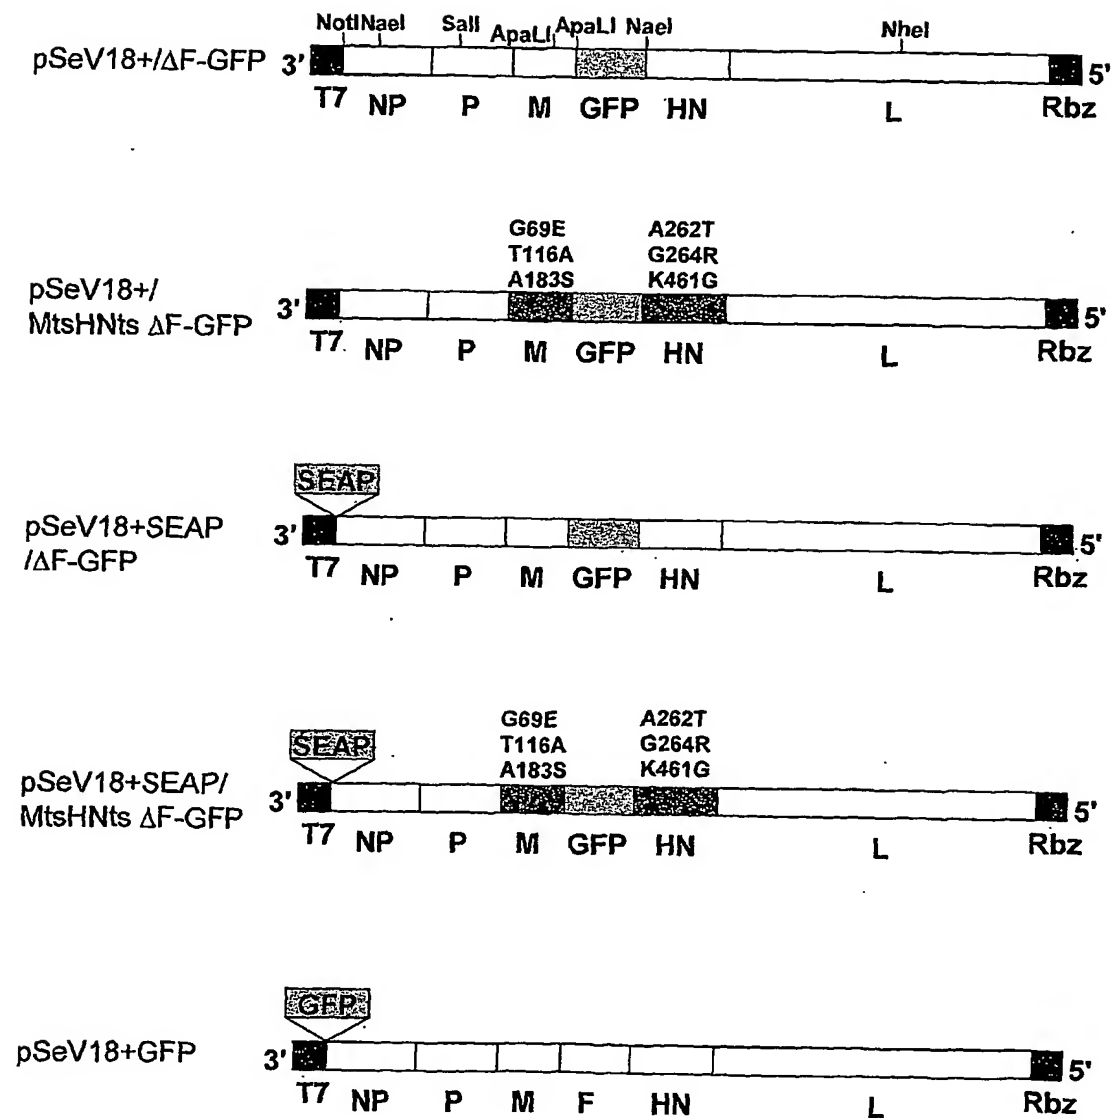 NotI NaeI SalI ApaLI ApaLI NaeI NheI
pSeV18+/ΔF-GFP 3' 5'
T7 NP P M GFP HN L Rbz
G69E A262T
T116A G264R
A183S K461G
pSeV18+/
MtsHNts ΔF-GFP 3' 5'
T7 NP P M GFP HN L Rbz
SEAP
pSeV18+SEAP 3' 5'
/ΔF-GFP
T7 NP P M GFP HN L Rbz
G69E A262T
T116A G264R
A183S K461G
SEAP
pSeV18+SEAP/ 3' 5'
MtsHNts ΔF-GFP
T7 NP P M GFP HN L Rbz
GFP
pSeV18+GFP 3' 5'
T7 NP P M F HN L Rbz